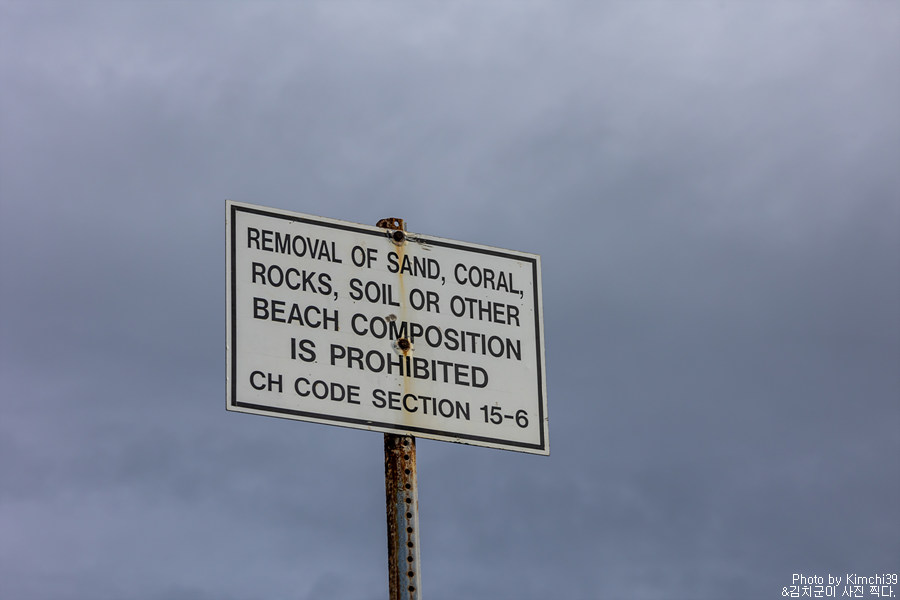 REMOVAL OF SAND, CORAL,
ROCKS, SOIL OR OTHER
BEACH COMPOSITION
IS PROHIBITED
CH CODE SECTION 15-6
Photo by Kimchi39
&김치군이 사진 찍다.